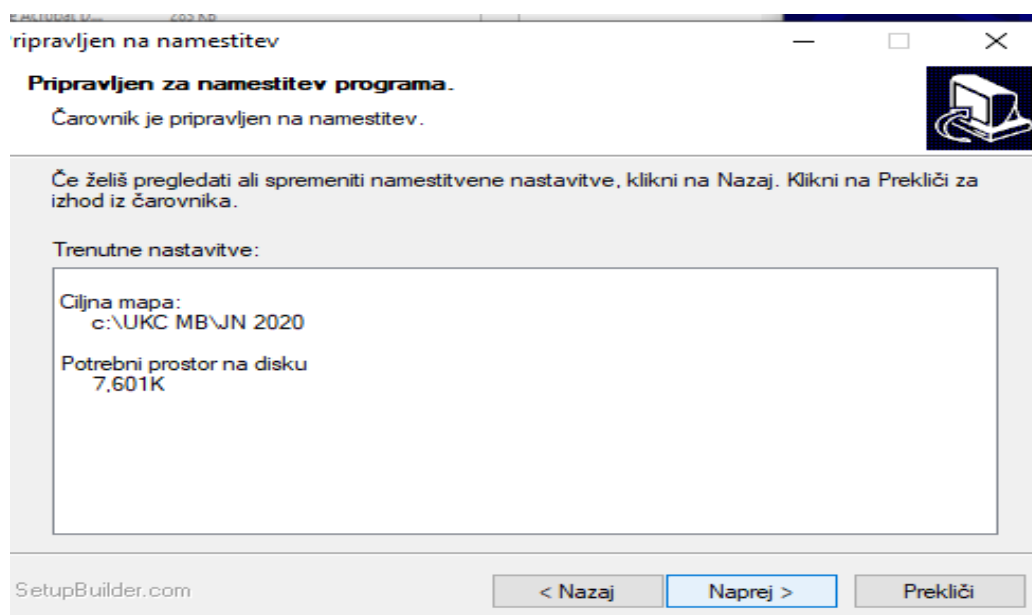 285 KB
ripravljen na namestitev
Pripravljen za namestitev programa.
Čarovnik je pripravljen na namestitev.
Če želiš pregledati ali spremeniti namestitvene nastavitve, klikni na Nazaj. Klikni na Prekliči za
izhod iz čarovnika.
Trenutne nastavitve:
Ciljna mapa:
c:\UKC MB\JN 2020
Potrebni prostor na disku
7,601K
SetupBuilder.com
< Nazaj
Naprej >
Prekliči